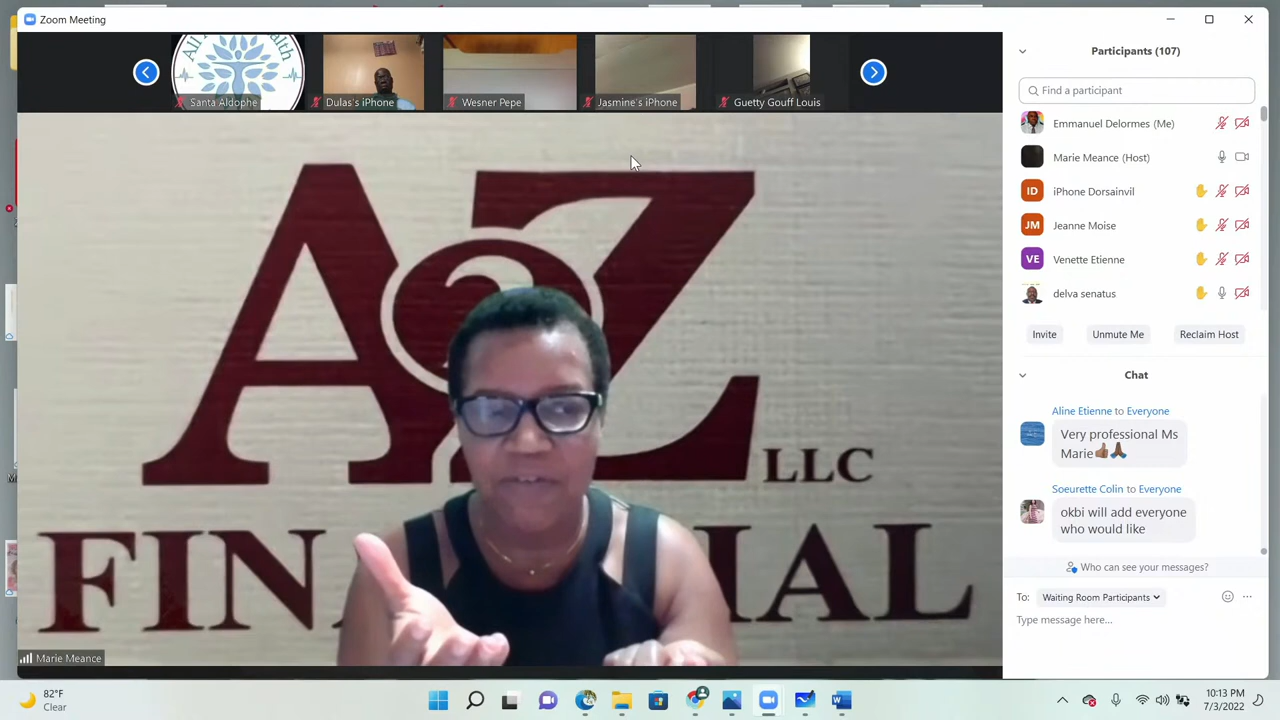 Zoom Meeting
Santa Aldophe
Dulas's iPhone
Wesner Pepe
Jasmine's iPhone
Guetty Gouff Louis
A2Z
LLC
FIN IAL
Marie Meance
Participants (107)
Find a participant
Emmanuel Delormes (Me)
Marie Meance (Host)
ID iPhone Dorsainvil
JM Jeanne Moise
VE Venette Etienne
delva senatus
Invite Unmute Me Reclaim Host
Chat
Aline Etienne to Everyone
Very professional Ms
Marie👍🏾🙏🏾
Soeurette Colin to Everyone
okbi will add everyone
who would like
Who can see your messages?
To: Waiting Room Participants
Type message here...
82°F
Clear
10:13 PM
7/3/2022